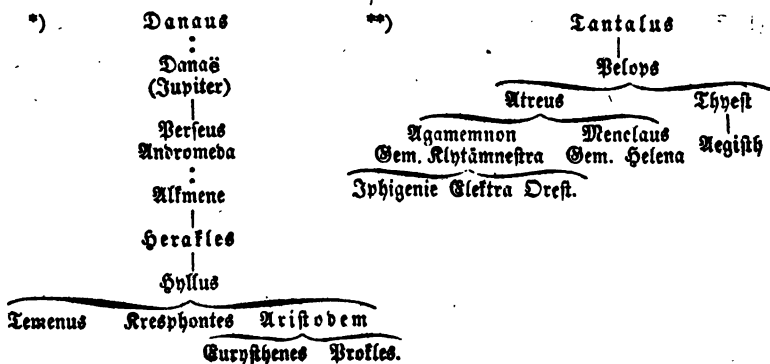 *) Danaus
Danaë
(Jupiter)
Perseus
Andromeda
Alkmene
Herakles
Hyllus
Temenus Kresphontes Aristodem
Eurysthenes Prokles.
**) Tantalus
Pelops
Atreus Thyest
Agamemnon Menelaus Aegisth
Gem. Klytämnestra Gem. Helena
Iphigenie Elektra Orest.